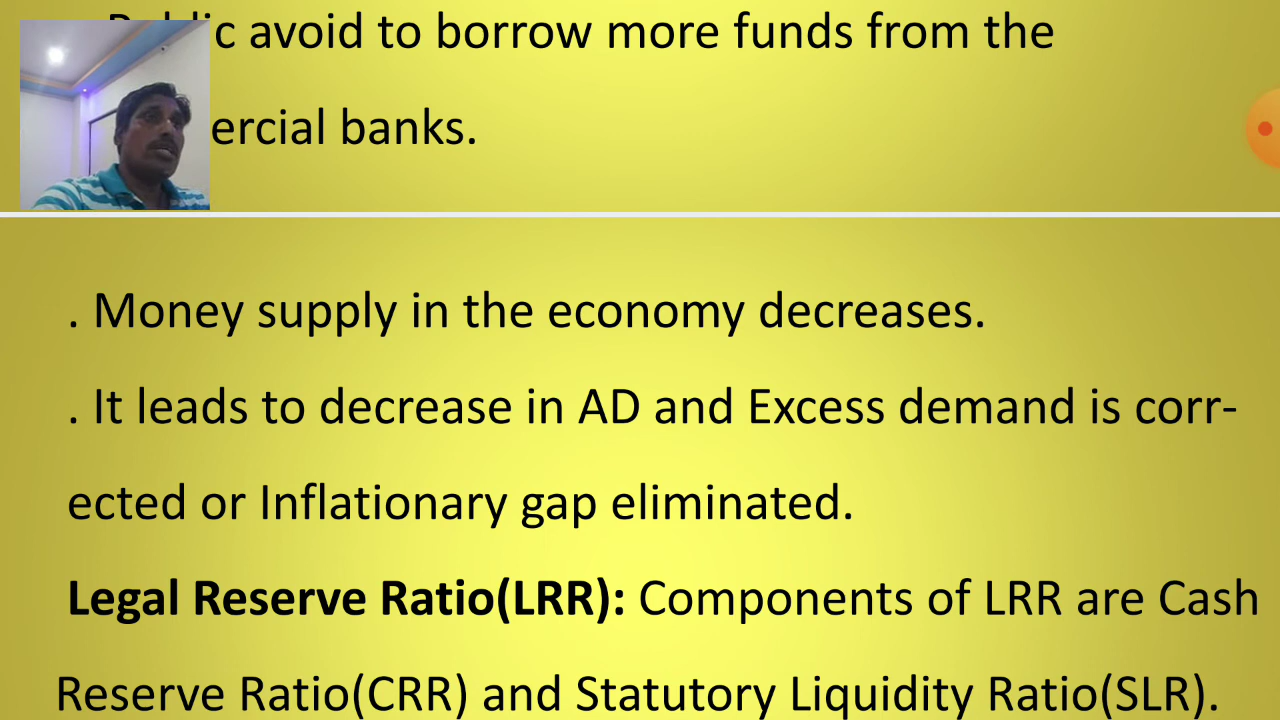 c avoid to borrow more funds from the
ercial banks.
. Money supply in the economy decreases.
. It leads to decrease in AD and Excess demand is corr-
ected or Inflationary gap eliminated.
Legal Reserve Ratio(LRR): Components of LRR are Cash
Reserve Ratio(CRR) and Statutory Liquidity Ratio(SLR).